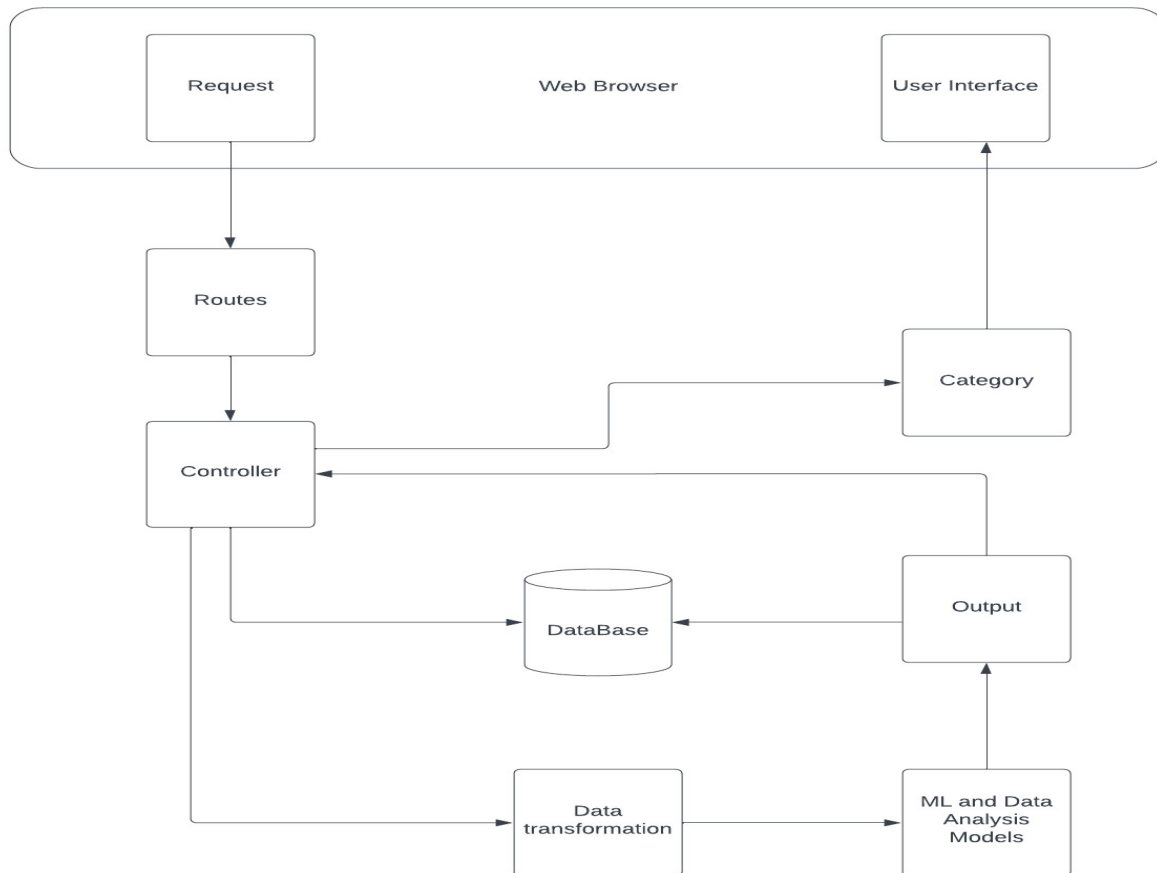 Request
Web Browser
User Interface
Routes
Category
Controller
Output
DataBase
Data
transformation
ML and Data
Analysis
Models